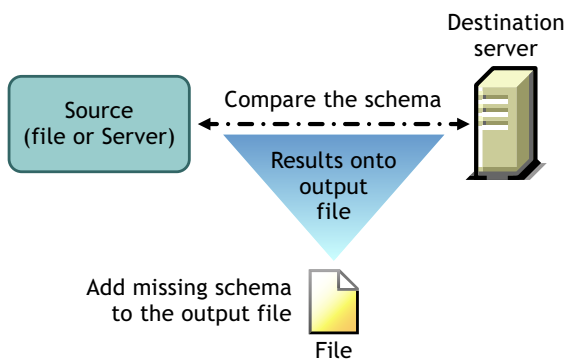 Destination
server
Source
(file or Server)
Compare the schema
Results onto
output
file
Add missing schema
to the output file
File